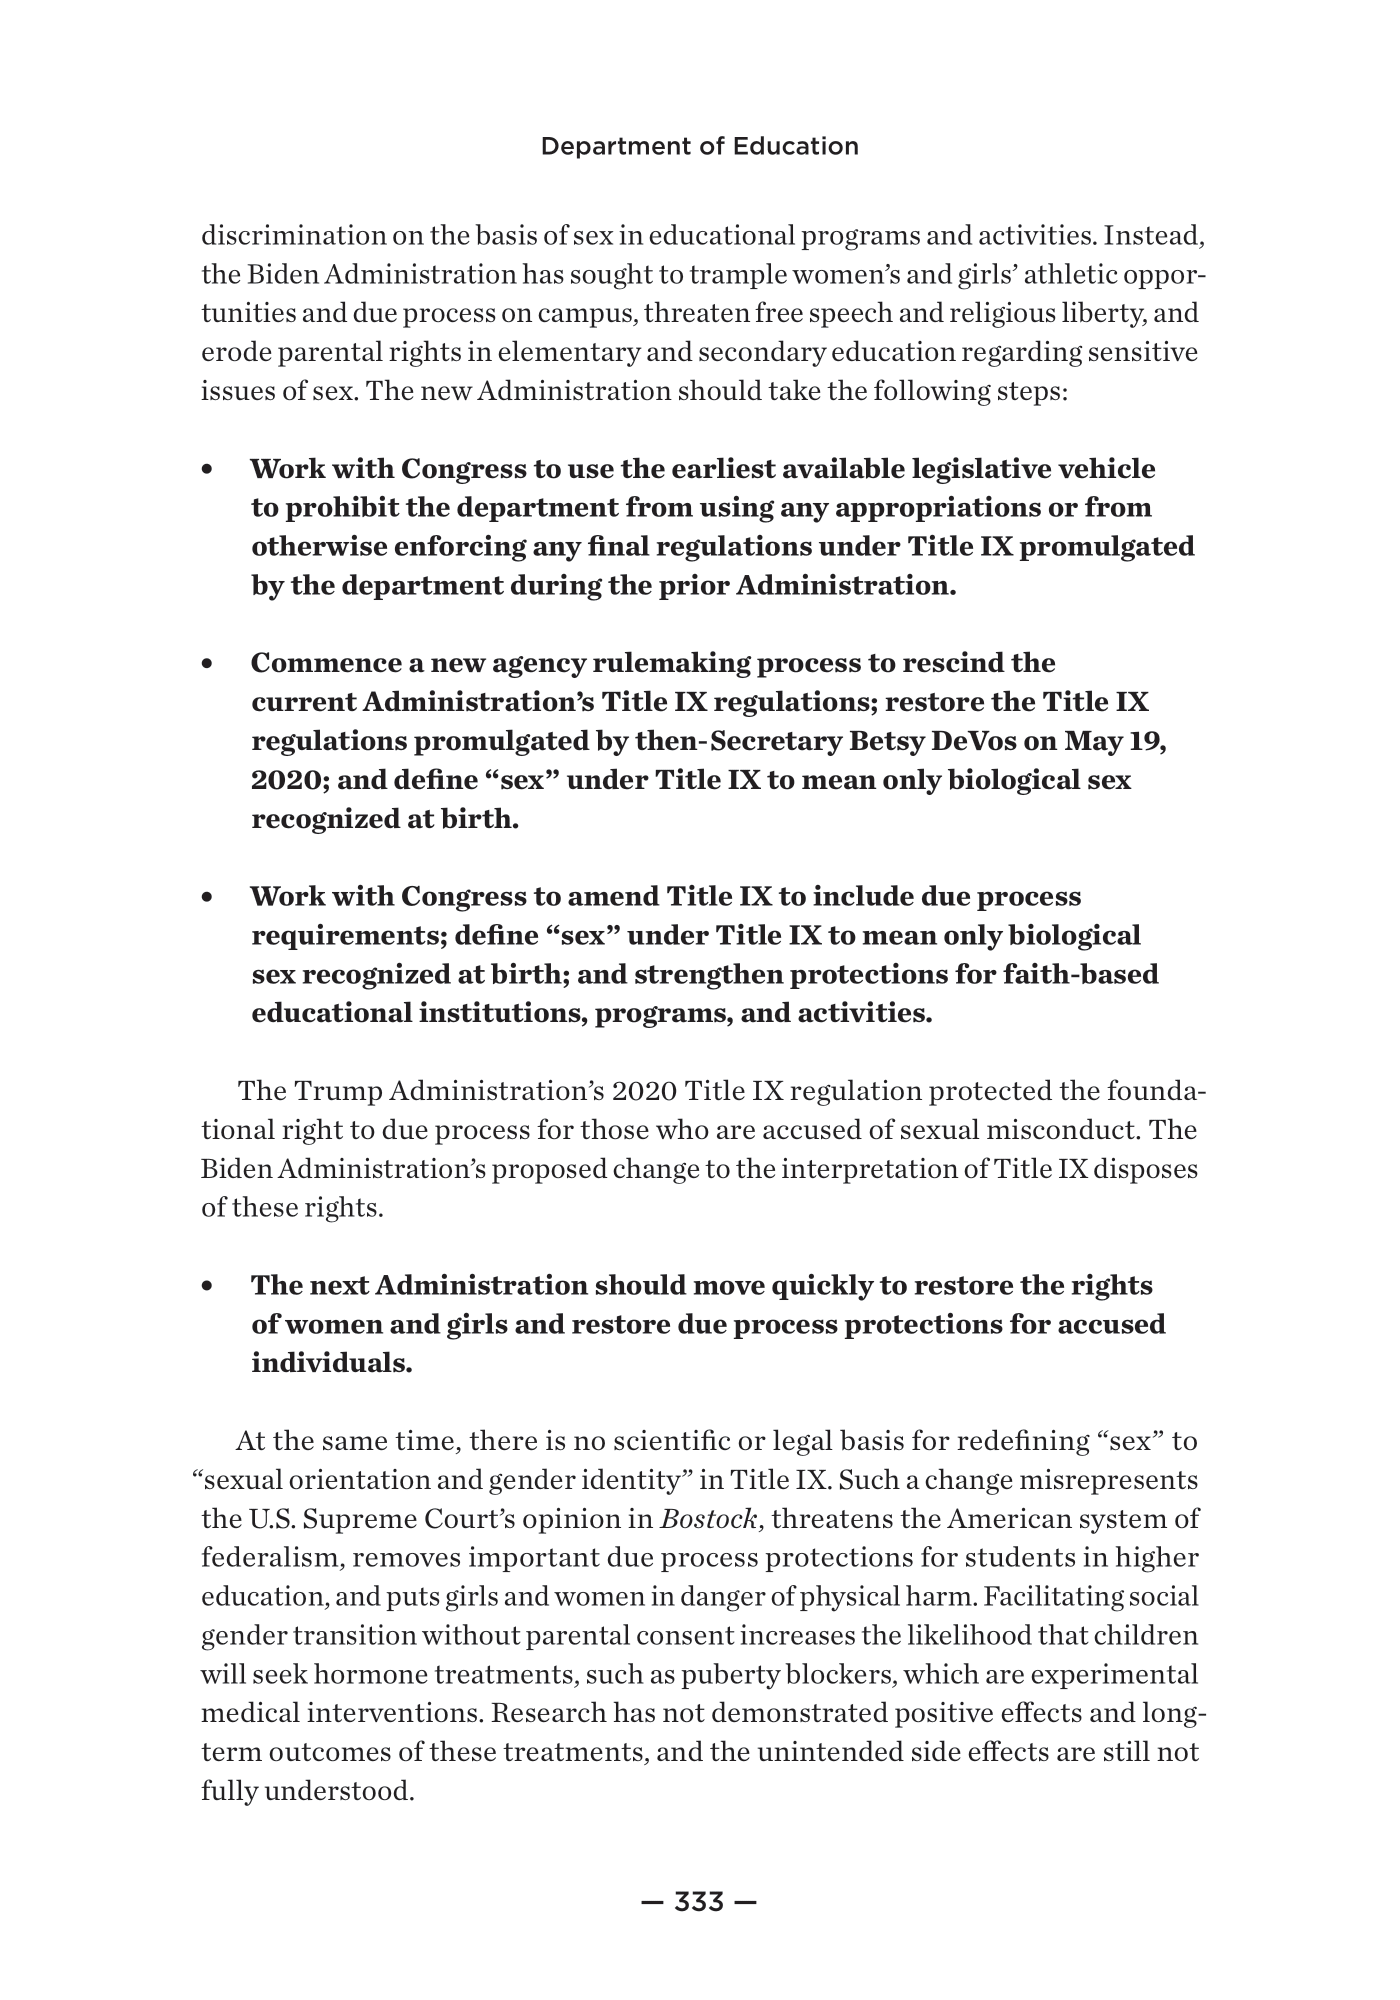 Department of Education
discrimination on the basis of sex in educational programs and activities. Instead,
the Biden Administration has sought to trample women’s and girls’ athletic oppor-
tunities and due process on campus, threaten free speech and religious liberty, and
erode parental rights in elementary and secondary education regarding sensitive
issues of sex. The new Administration should take the following steps:
• Work with Congress to use the earliest available legislative vehicle
to prohibit the department from using any appropriations or from
otherwise enforcing any final regulations under Title IX promulgated
by the department during the prior Administration.
• Commence a new agency rulemaking process to rescind the
current Administration’s Title IX regulations; restore the Title IX
regulations promulgated by then-Secretary Betsy DeVos on May 19,
2020; and define “sex” under Title IX to mean only biological sex
recognized at birth.
• Work with Congress to amend Title IX to include due process
requirements; define “sex” under Title IX to mean only biological
sex recognized at birth; and strengthen protections for faith-based
educational institutions, programs, and activities.
The Trump Administration’s 2020 Title IX regulation protected the founda-
tional right to due process for those who are accused of sexual misconduct. The
Biden Administration’s proposed change to the interpretation of Title IX disposes
of these rights.
• The next Administration should move quickly to restore the rights
of women and girls and restore due process protections for accused
individuals.
At the same time, there is no scientific or legal basis for redefining “sex” to
“sexual orientation and gender identity” in Title IX. Such a change misrepresents
the U.S. Supreme Court’s opinion in Bostock, threatens the American system of
federalism, removes important due process protections for students in higher
education, and puts girls and women in danger of physical harm. Facilitating social
gender transition without parental consent increases the likelihood that children
will seek hormone treatments, such as puberty blockers, which are experimental
medical interventions. Research has not demonstrated positive effects and long-
term outcomes of these treatments, and the unintended side effects are still not
fully understood.
— 333 —